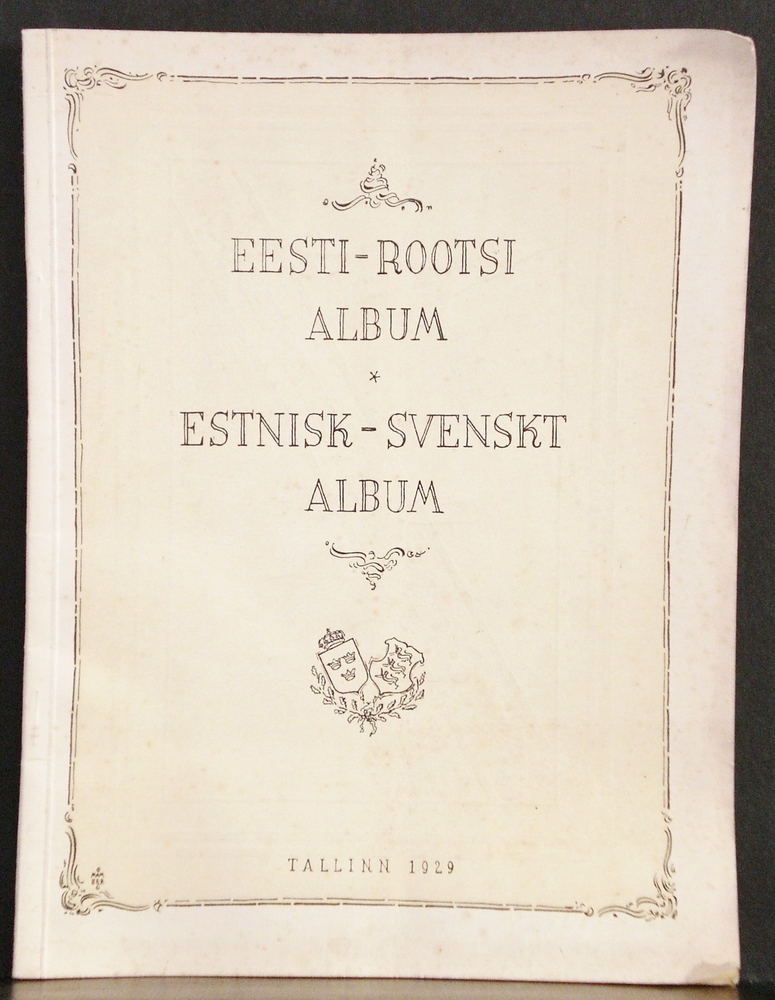 EESTI-ROOTSI
ALBUM
*
ESTNISK-SVENSKT
ALBUM
TALLINN 1929